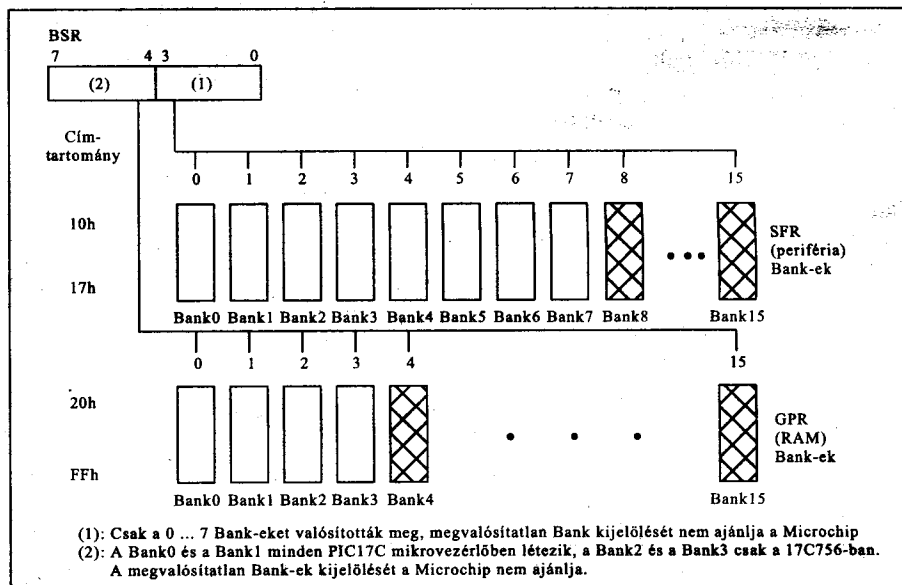 BSR
7 4 3 0
(2) (1)
Cím-
tartomány
0 1 2 3 4 5 6 7 8 15
10h
17h
SFR
(periféria)
Bank-ek
Bank0 Bank1 Bank2 Bank3 Bank4 Bank5 Bank6 Bank7 Bank8 Bank15
0 1 2 3 4 15
20h
FFh
GPR
(RAM)
Bank-ek
Bank0 Bank1 Bank2 Bank3 Bank4 Bank15
(1): Csak a 0 ... 7 Bank-eket valósították meg, megvalósítatlan Bank kijelölését nem ajánlja a Microchip
(2): A Bank0 és a Bank1 minden PIC17C mikrovezérlőben létezik, a Bank2 és a Bank3 csak a 17C756-ban.
A megvalósítatlan Bank-ek kijelölését a Microchip nem ajánlja.